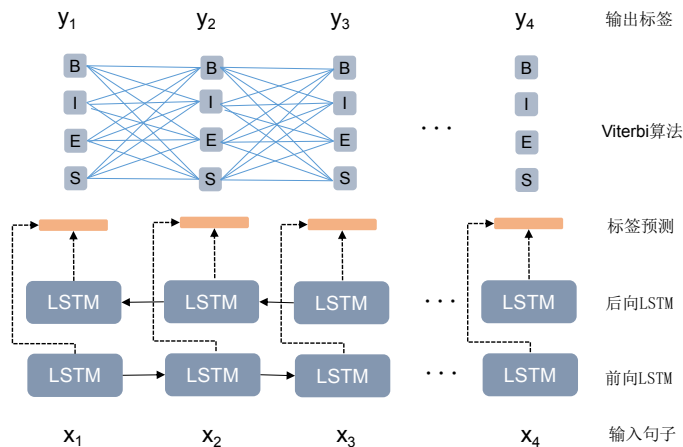 y1 y2 y3 y4 输出标签
B B B B
I I I I
Viterbi算法
E E E E
S S S S
标签预测
LSTM LSTM LSTM ··· LSTM 后向LSTM
LSTM LSTM LSTM ··· LSTM 前向LSTM
x1 x2 x3 x4 输入句子